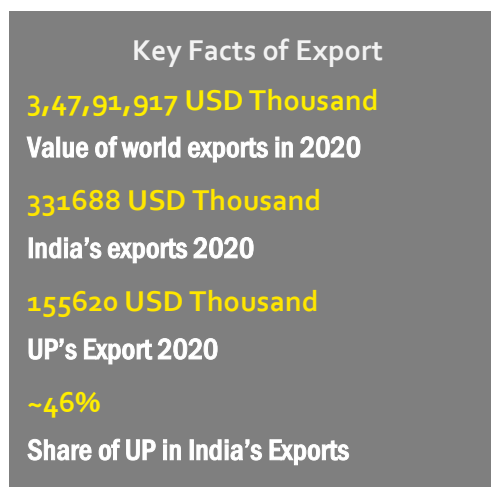 Key Facts of Export
3,47,91,917 USD Thousand
Value of world exports in 2020
331688 USD Thousand
India’s exports 2020
155620 USD Thousand
UP’s Export 2020
~46%
Share of UP in India’s Exports